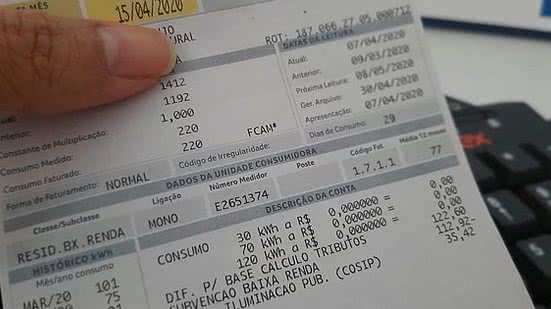 MÊS
15/04/2020
URAL
ROT: 187.066.27.05.000712
DATAS DA LEITURA
Atual: 07/04/2020
Anterior: 09/03/2020
Próxima Leitura: 08/05/2020
Ger. Arquivo: 30/04/2020
Apresentação: 07/04/2020
Dias de Consumo: 29
1412
Anterior: 1192
Constante de Multiplicação: 1,000
Consumo Medido: 220
Consumo Faturado: 220 FCAN*
Forma de Faturamento: NORMAL Código de Irregularidade:
DADOS DA UNIDADE CONSUMIDORA
Classe/Subclasse Ligação Número Medidor Poste Código Fat. Média 12 meses
RESID.BX.RENDA MONO E2651374 1.7.1.1 77
HISTÓRICO kWh
Mês/ano consumo
MAR/20 101
75
DESCRIÇÃO DA CONTA
CONSUMO 30 kWh a R$ 0,000000 = 0,00
70 kWh a R$ 0,000000 = 0,00
120 kWh a R$ 0,000000 = 0,00
DIF. P/ BASE CALCULO TRIBUTOS 122,60
SUBVENCAO BAIXA RENDA 112,92-
ILUMINACAO PUB. (COSIP) 35,42